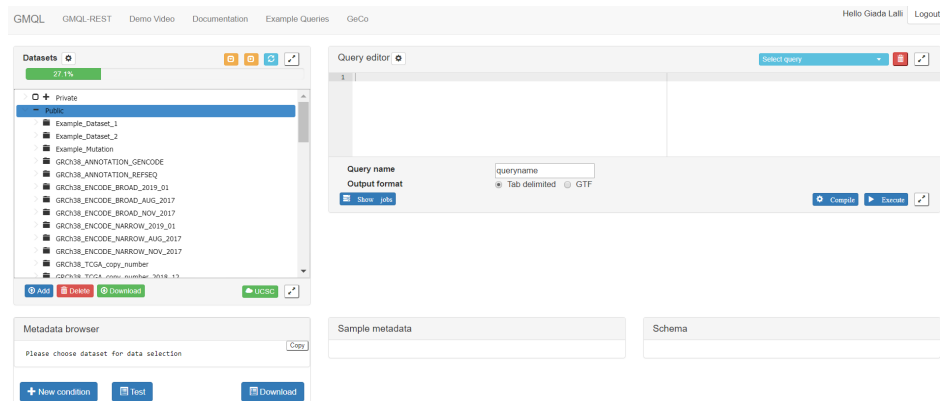 GMQL GMQL-REST Demo Video Documentation Example Queries GeCo Hello Giada Lalli Logout
Datasets
27.1%
Private
Public
Example_Dataset_1
Example_Dataset_2
Example_Mutation
GRCh38_ANNOTATION_GENCODE
GRCh38_ANNOTATION_REFSEQ
GRCh38_ENCODE_BROAD_2019_01
GRCh38_ENCODE_BROAD_AUG_2017
GRCh38_ENCODE_BROAD_NOV_2017
GRCh38_ENCODE_NARROW_2019_01
GRCh38_ENCODE_NARROW_AUG_2017
GRCh38_ENCODE_NARROW_NOV_2017
GRCh38_TCGA_copy_number
GRCh38_TCGA_copy_number_2018_12
Add Delete Download UCSC
Query editor Select query
1
Query name queryname
Output format Tab delimited GTF
Show jobs Compile Execute
Metadata browser
Copy
Please choose dataset for data selection
New condition Test Download
Sample metadata
Schema